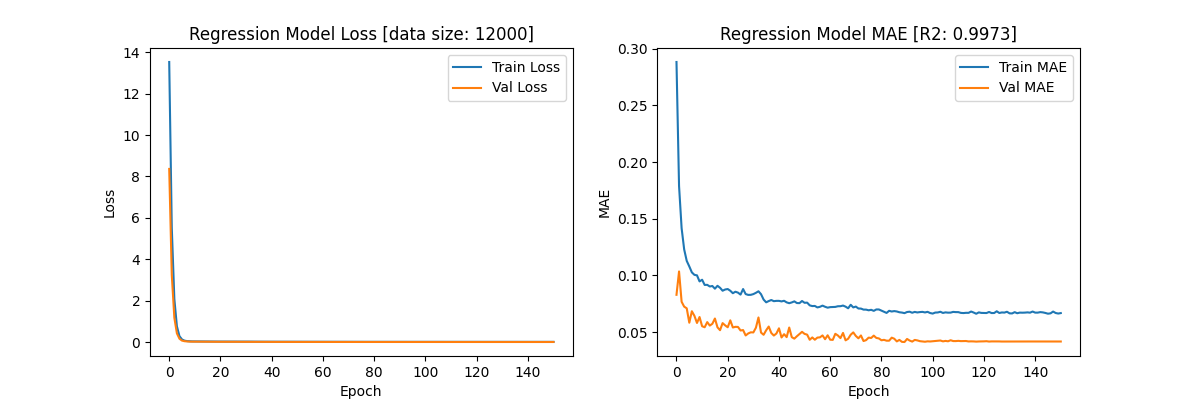 Regression Model Loss [data size: 12000]
14
12
10
8
6
4
2
0
Loss
0 20 40 60 80 100 120 140
Epoch
Train Loss
Val Loss
Regression Model MAE [R2: 0.9973]
0.30
0.25
0.20
0.15
0.10
0.05
MAE
0 20 40 60 80 100 120 140
Epoch
Train MAE
Val MAE